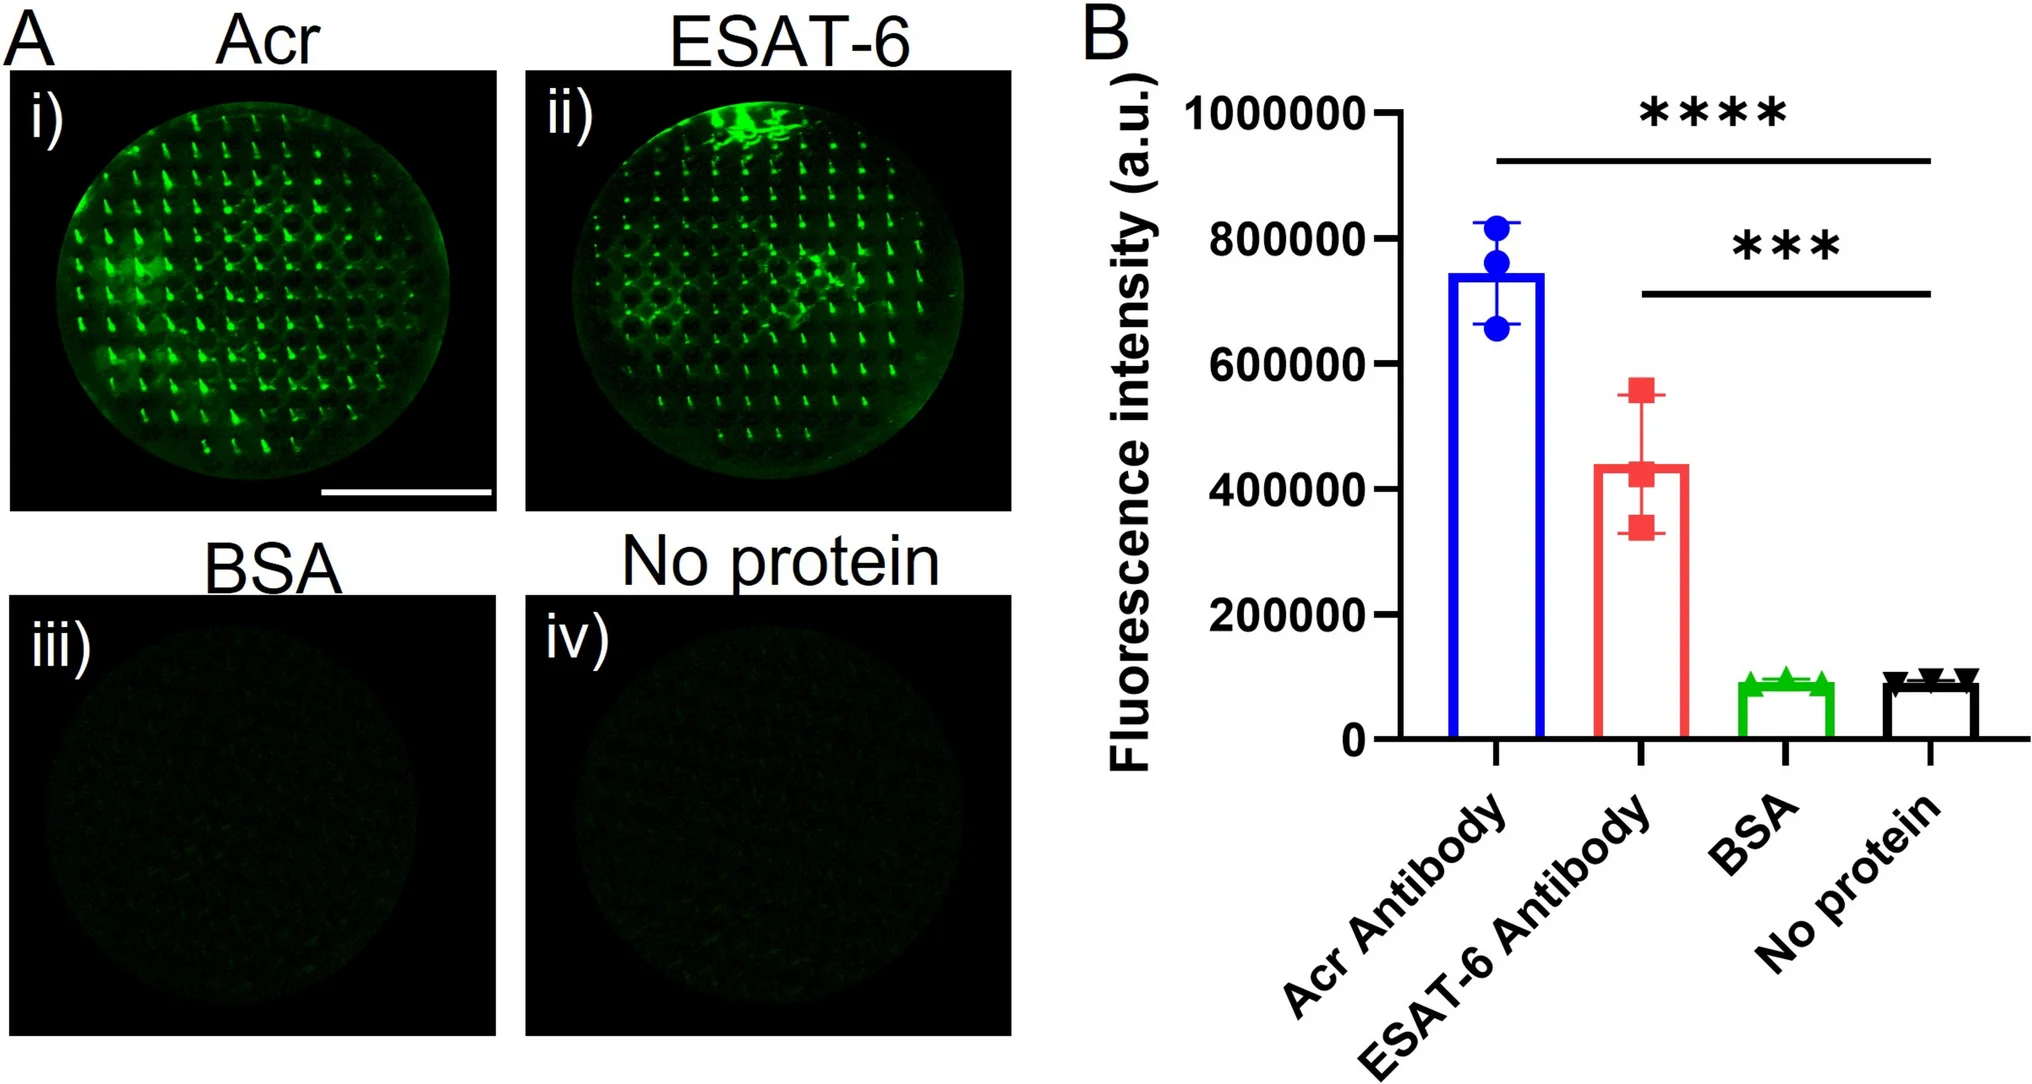 A
Acr
ESAT-6
i)
ii)
BSA
No protein
iii)
iv)
B
Fluorescence intensity (a.u.)
1000000
800000
600000
400000
200000
0
****
***
Acr Antibody
ESAT-6 Antibody
BSA
No protein